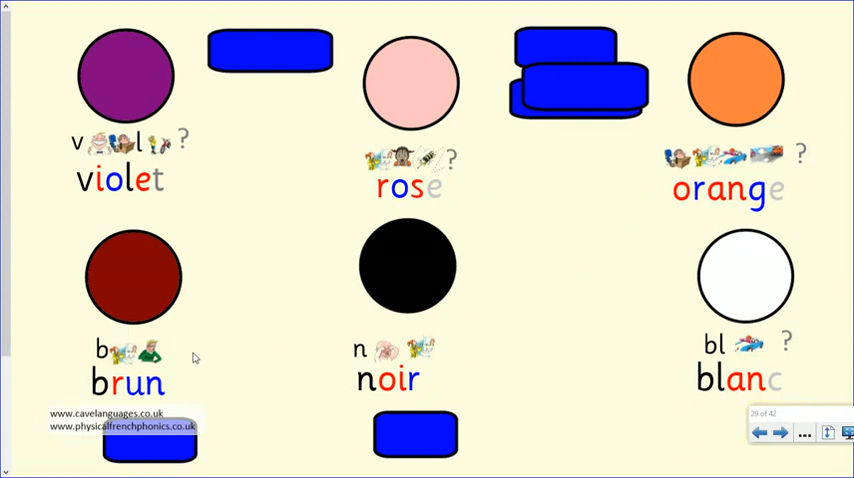 v l ?
violet
?
rose
?
orange
b
brun
n
noir
bl ?
blanc
www.cavelanguages.co.uk
www.physicalfrenchphonics.co.uk
29 of 42
...